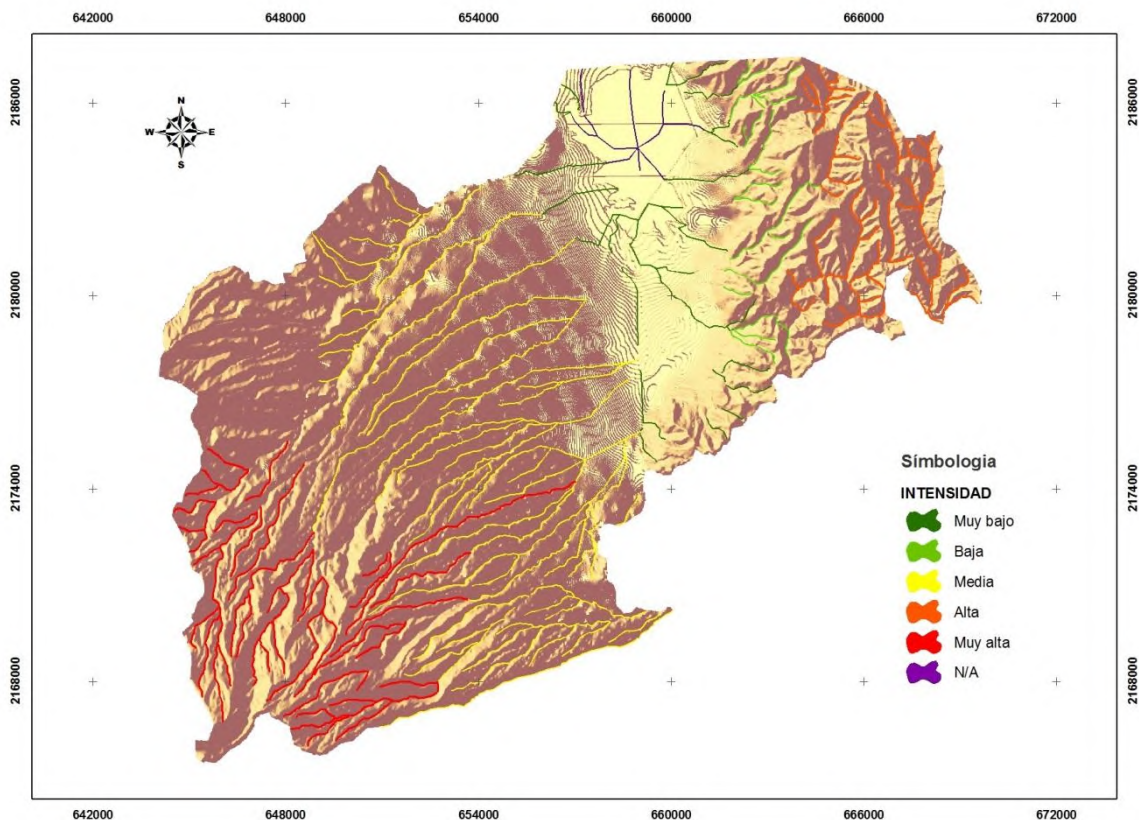 642000 648000 654000 660000 666000 672000
2186000 2186000
N
W E
S
2180000 2180000
2174000 2174000
2168000 2168000
Símbologia
INTENSIDAD
Muy bajo
Baja
Media
Alta
Muy alta
N/A
642000 648000 654000 660000 666000 672000